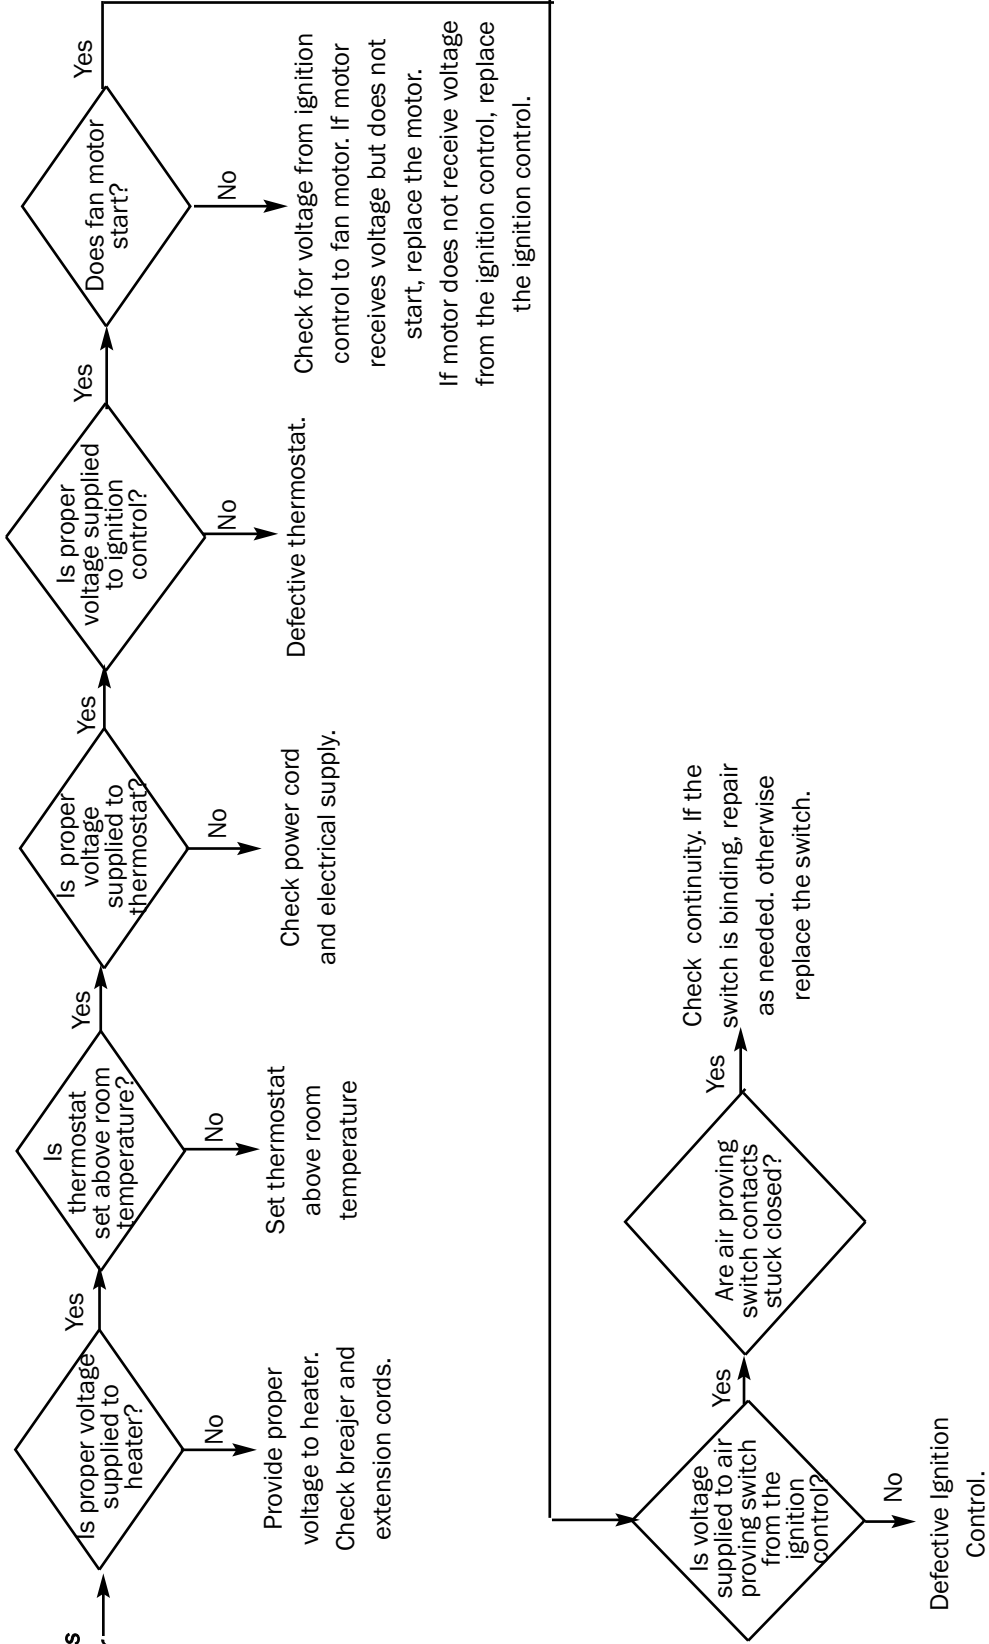 s
Is proper voltage
supplied to
heater?
Yes
No
Provide proper
voltage to heater.
Check breajer and
extension cords.
Is
thermostat
set above room
temperature?
Yes
No
Set thermostat
above room
temperature
Is proper
voltage
supplied to
thermostat?
Yes
No
Check power cord
and electrical supply.
Is proper
voltage supplied
to ignition
control?
Yes
No
Defective thermostat.
Does fan motor
start?
Yes
No
Check for voltage from ignition
control to fan motor. If motor
receives voltage but does not
start, replace the motor.
If motor does not receive voltage
from the ignition control, replace
the ignition control.
Is voltage
supplied to air
proving switch
from the
ignition
control?
Yes
No
Defective Ignition
Control.
Are air proving
switch contacts
stuck closed?
Yes
Check continuity. If the
switch is binding, repair
as needed. otherwise
replace the switch.